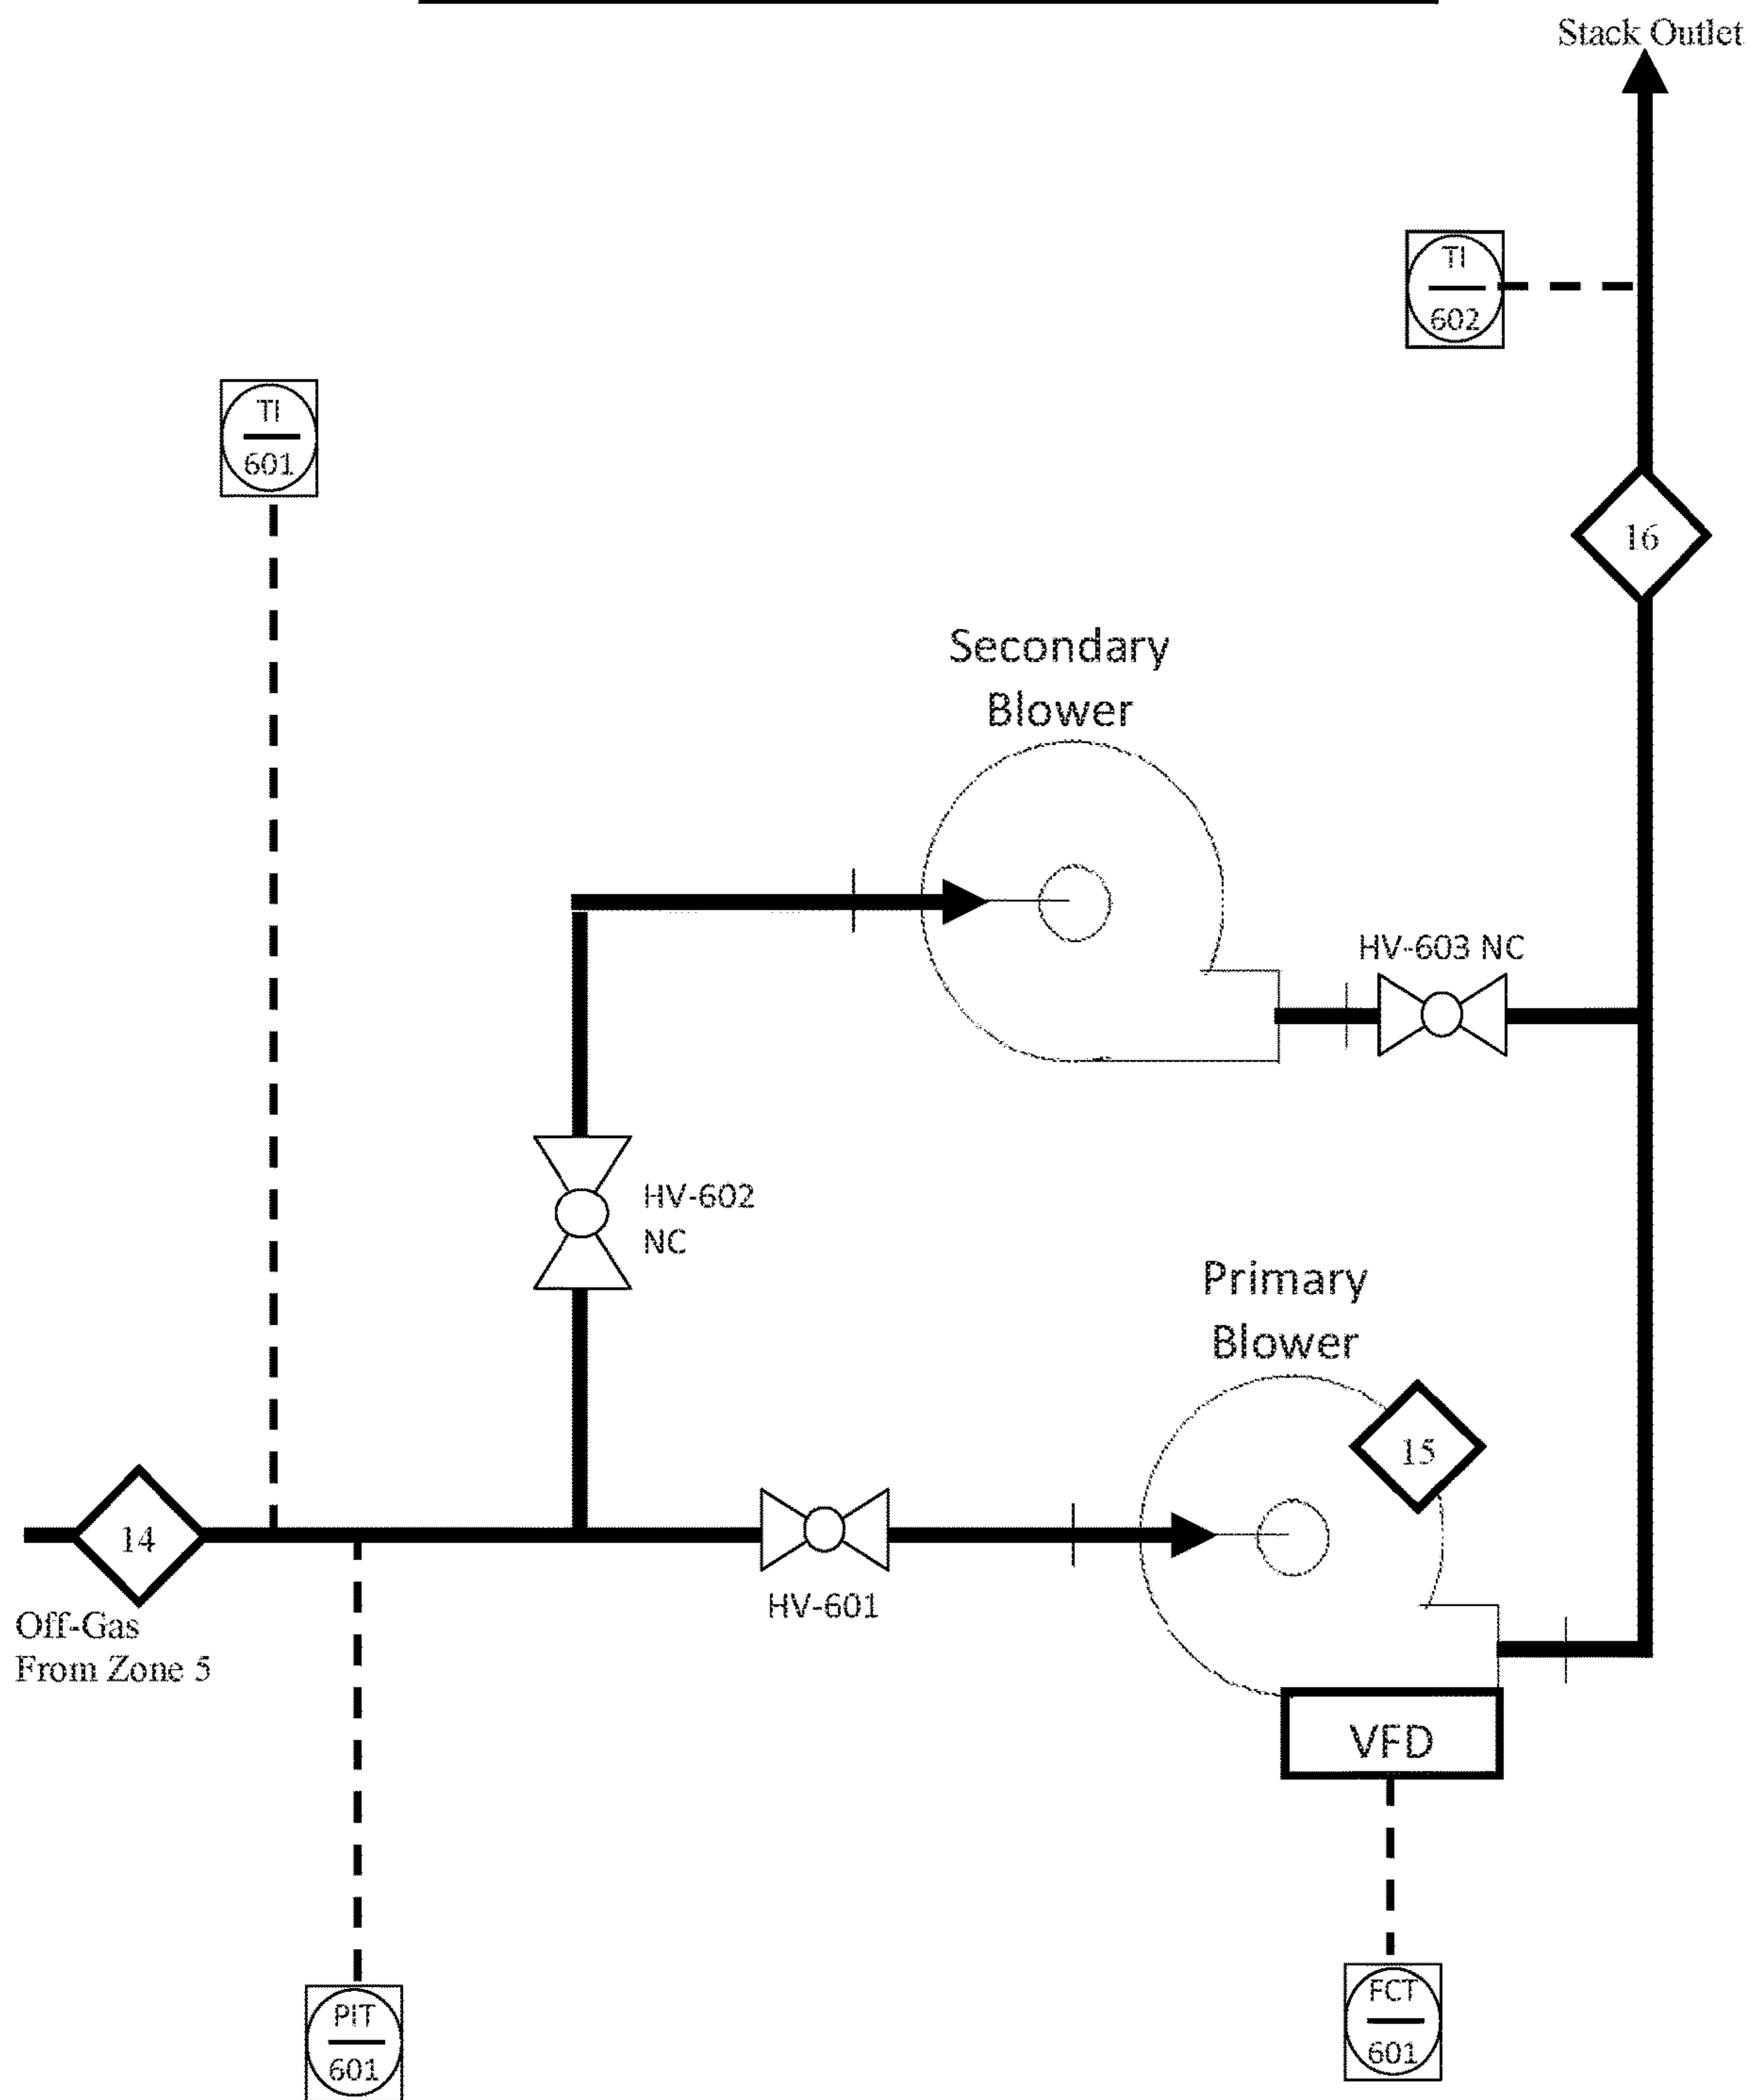 Stack Outlet
TI
602
TI
601
16
Secondary
Blower
HV-603 NC
HV-602
NC
Primary
Blower
15
14
HV-601
Off-Gas
From Zone 5
VFD
PIT
601
FCT
601